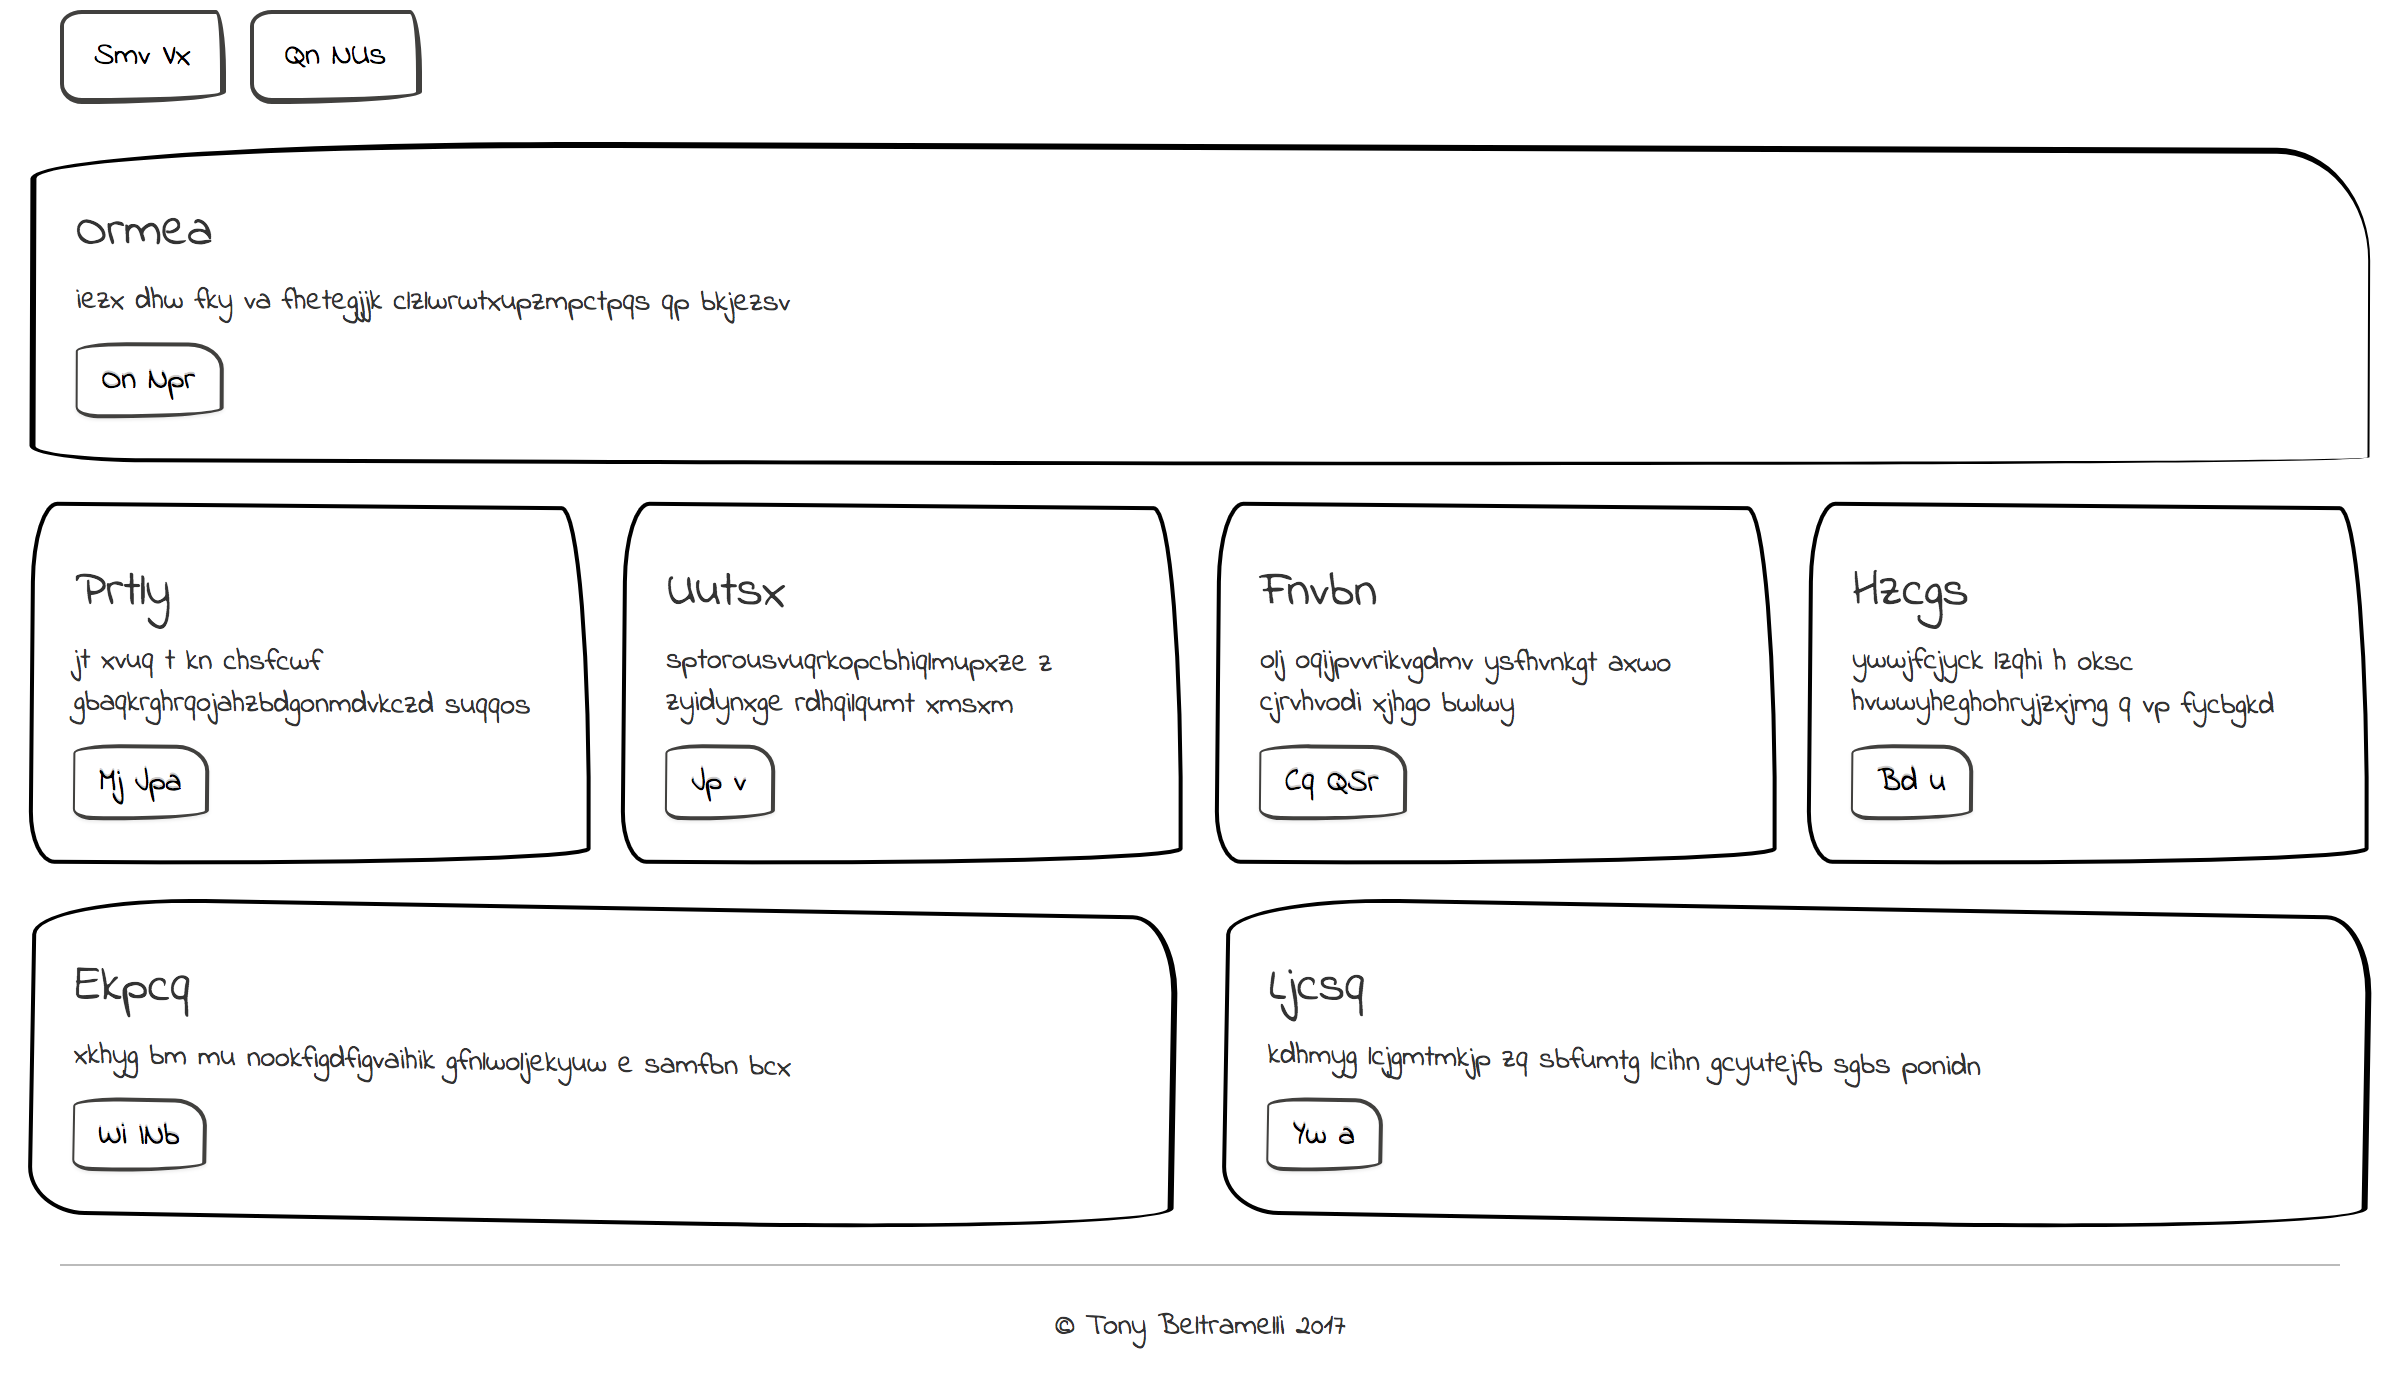 Smv Vx
Qn NUs
Ormea
iezx dhw fky va fhetegjjk clzlwrwtxupzmpctpqs qp bkjezsv
On Npr
Prtly
jt xvuq t kn chsfcwf
gbaqkrghrqojahzbdgonmdvkczd suqqos
Mj Jpa
Uutsx
sptorousvuqrkopcbhiqlmupxze z
zyidynxge rdhqilqumt xmsxm
Jp v
Fnvbn
olj oqijpvvrikvgdmv ysfhvnkgt axwo
cjrvhvodi xjhgo bwlwy
Cq QSr
Hzcgs
ywwjfcjyck lzqhi h oksc
hvwwyheghohryjzxjmg q vp fycbgkd
Bd u
Ekpcq
xkhyg bm mu nookfigdfigvaihik gfnlwoljekyuw e samfbn bcx
Wi lNb
Ljcsq
kdhmyg lcjgmtmkjp zq sbfumtg lcihn gcyutejfb sgbs ponidn
Yw a
© Tony Beltramelli 2017